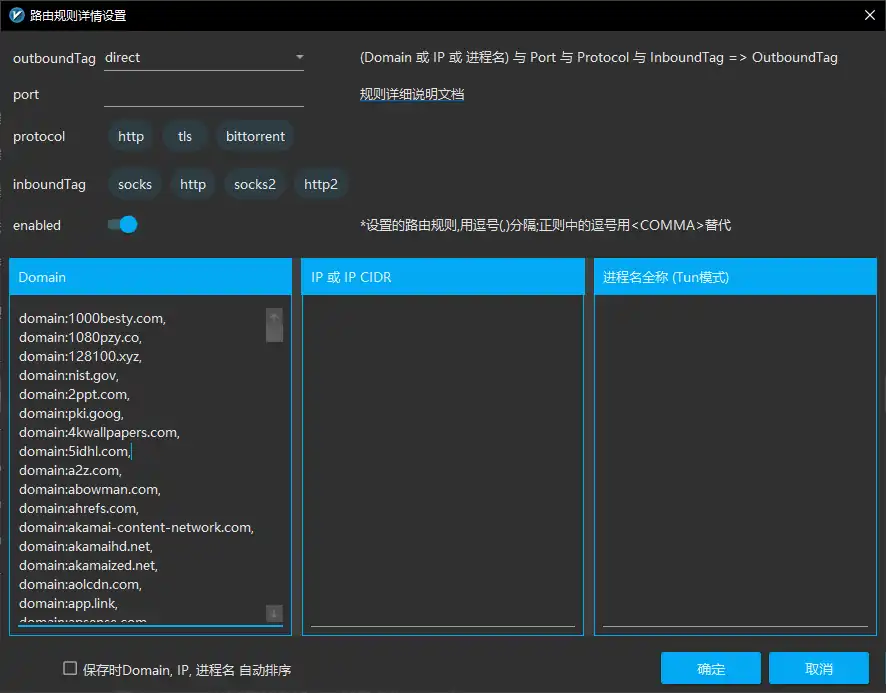 路由规则详情设置
outboundTag direct (Domain 或 IP 或 进程名) 与 Port 与 Protocol 与 InboundTag => OutboundTag
port 规则详细说明文档
protocol http tls bittorrent
inboundTag socks http socks2 http2
enabled *设置的路由规则,用逗号(,)分隔;正则中的逗号用<COMMA>替代
Domain IP 或 IP CIDR 进程名全称 (Tun模式)
domain:1000besty.com,
domain:1080pzy.co,
domain:128100.xyz,
domain:nist.gov,
domain:2ppt.com,
domain:pki.goog,
domain:4kwallpapers.com,
domain:5idhl.com,
domain:a2z.com,
domain:abowman.com,
domain:ahrefs.com,
domain:akamai-content-network.com,
domain:akamaihd.net,
domain:akamaized.net,
domain:aolcdn.com,
domain:app.link,
保存时Domain, IP, 进程名 自动排序 确定 取消